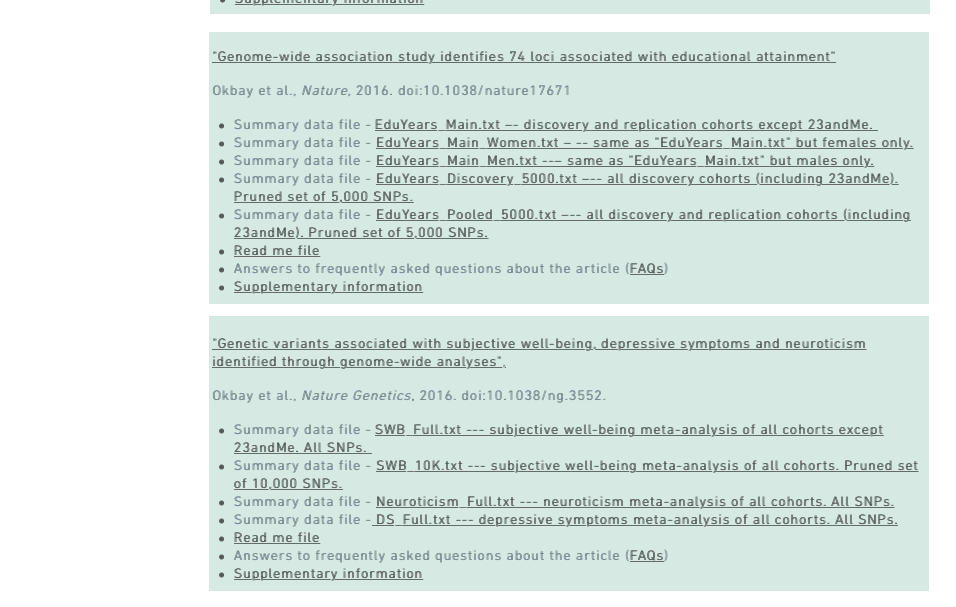 Supplementary information
"Genome-wide association study identifies 74 loci associated with educational attainment"
Okbay et al., Nature, 2016. doi:10.1038/nature17671
• Summary data file - EduYears_Main.txt –- discovery and replication cohorts except 23andMe.
• Summary data file - EduYears_Main_Women.txt – -- same as "EduYears_Main.txt" but females only.
• Summary data file - EduYears_Main_Men.txt -–- same as "EduYears_Main.txt" but males only.
• Summary data file - EduYears_Discovery_5000.txt –-- all discovery cohorts (including 23andMe).
Pruned set of 5,000 SNPs.
• Summary data file - EduYears_Pooled_5000.txt –-- all discovery and replication cohorts (including
23andMe). Pruned set of 5,000 SNPs.
• Read me file
• Answers to frequently asked questions about the article (FAQs)
• Supplementary information
"Genetic variants associated with subjective well-being, depressive symptoms and neuroticism
identified through genome-wide analyses",
Okbay et al., Nature Genetics, 2016. doi:10.1038/ng.3552.
• Summary data file - SWB_Full.txt --- subjective well-being meta-analysis of all cohorts except
23andMe. All SNPs.
• Summary data file - SWB_10K.txt --- subjective well-being meta-analysis of all cohorts. Pruned set
of 10,000 SNPs.
• Summary data file - Neuroticism_Full.txt --- neuroticism meta-analysis of all cohorts. All SNPs.
• Summary data file - DS_Full.txt --- depressive symptoms meta-analysis of all cohorts. All SNPs.
• Read me file
• Answers to frequently asked questions about the article (FAQs)
• Supplementary information